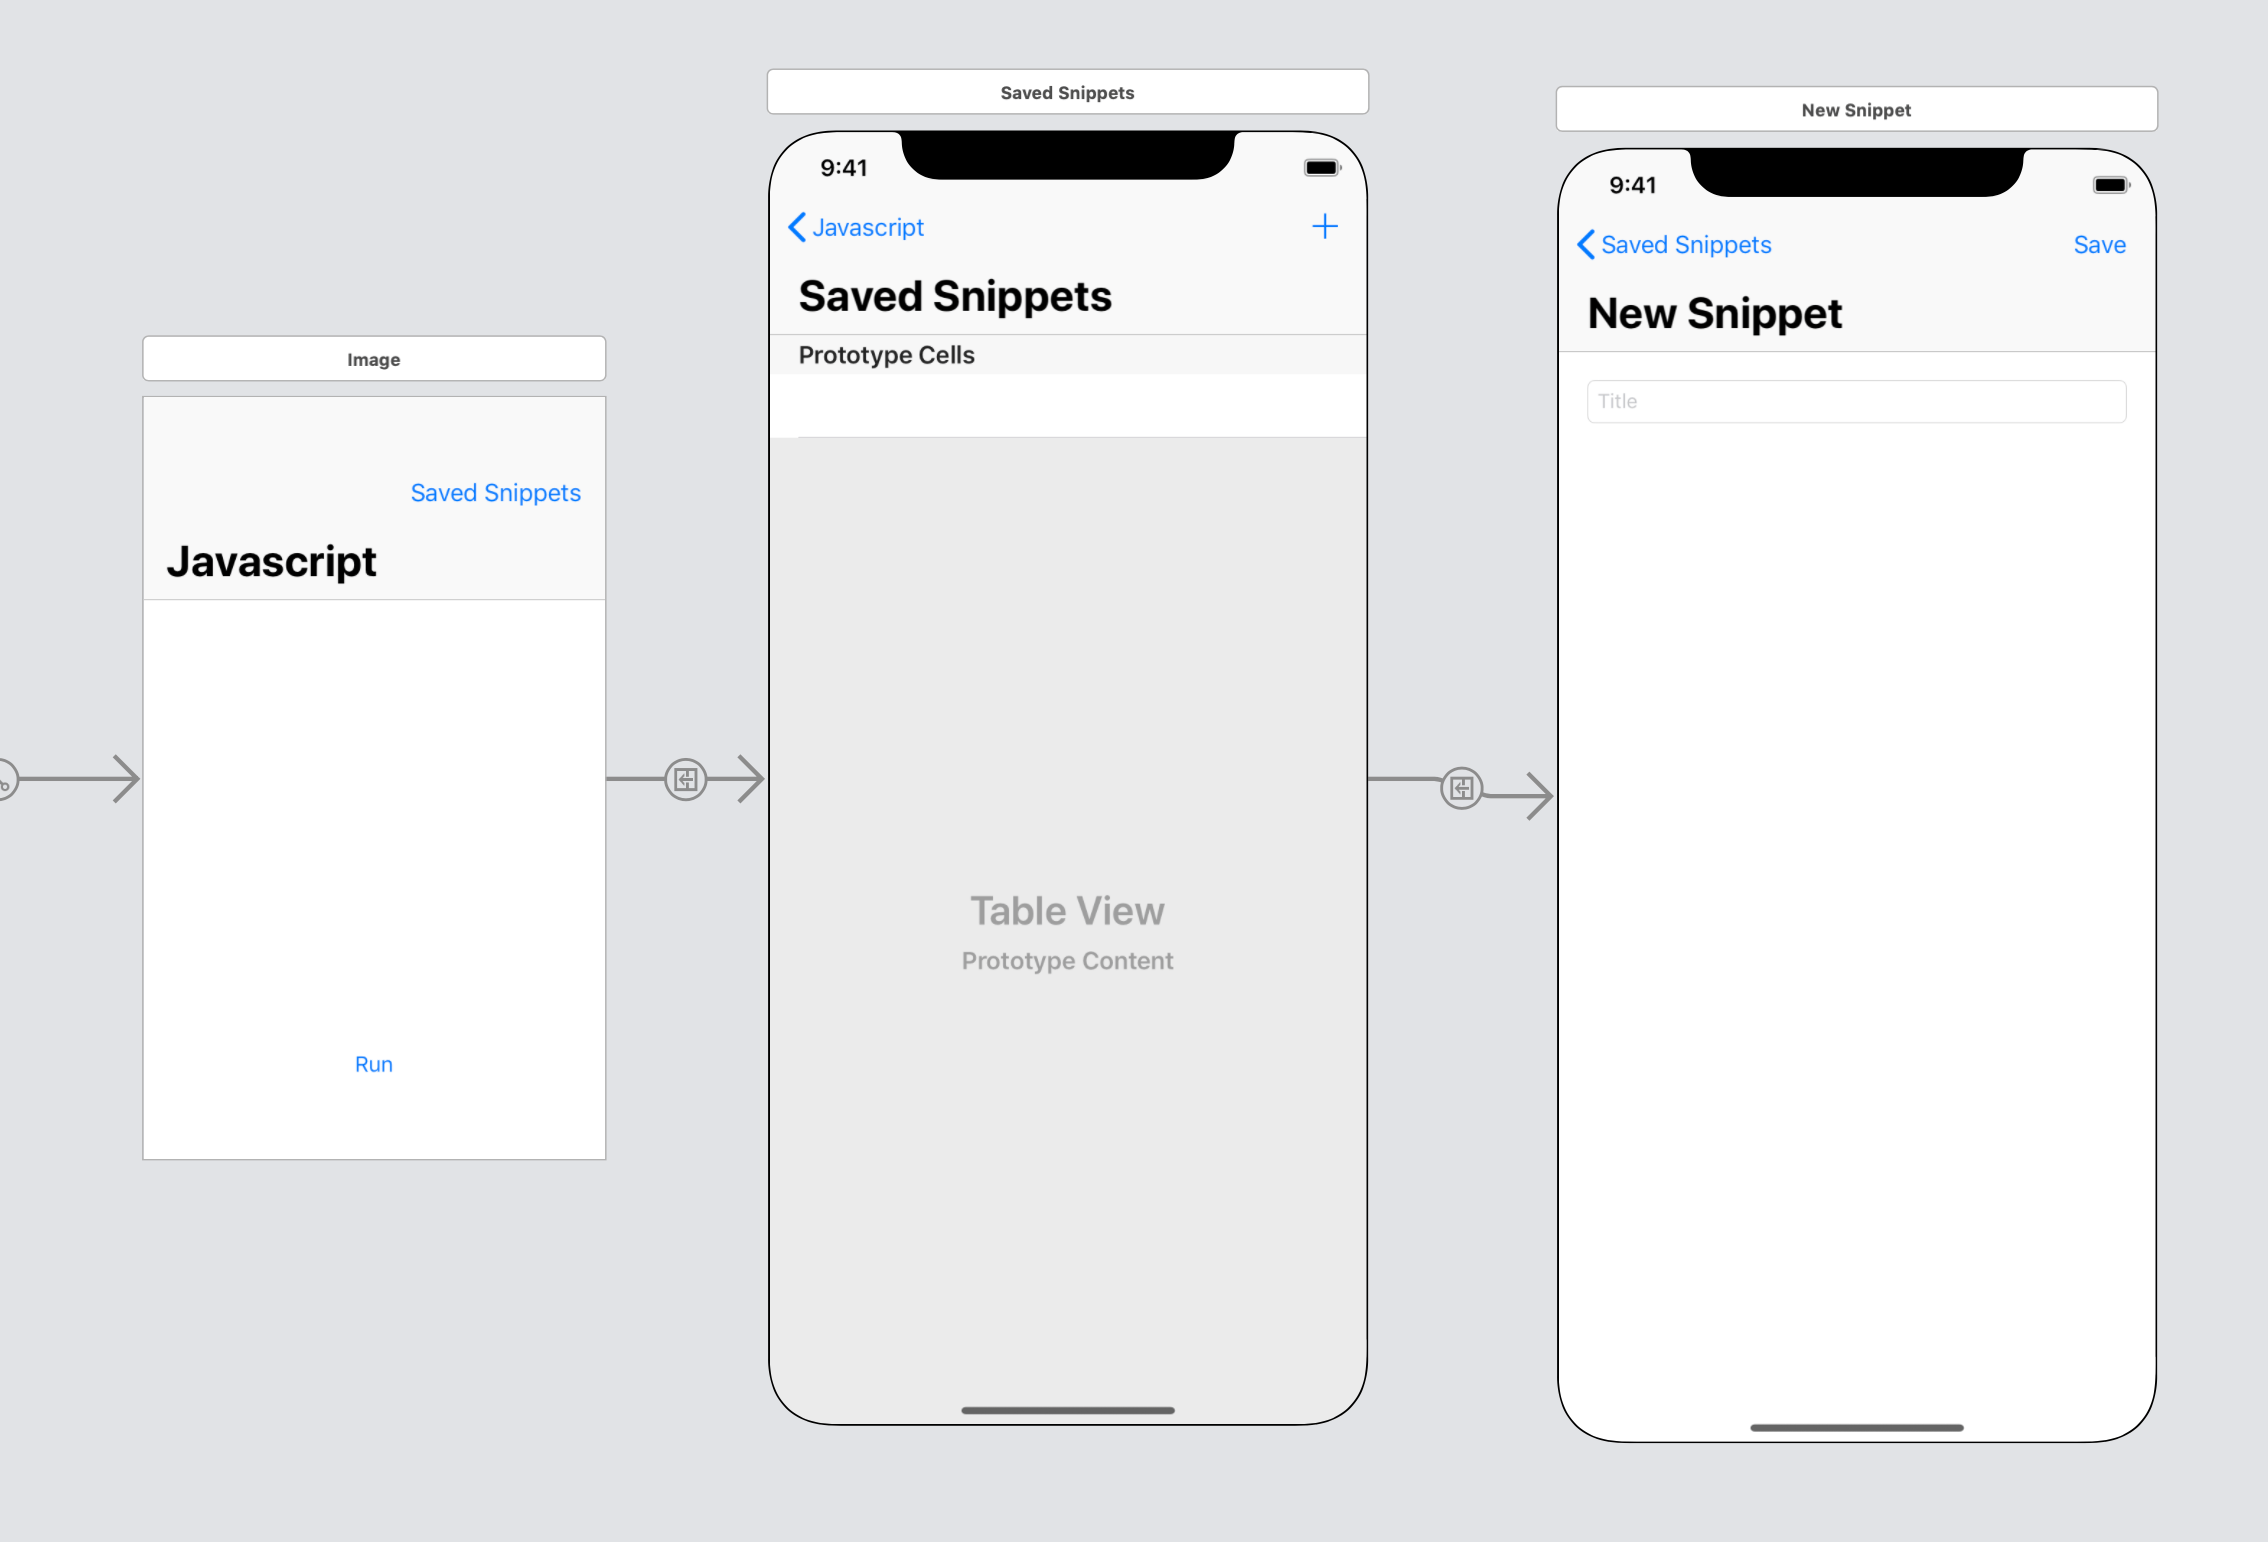 Image
Saved Snippets
Javascript
Run
Saved Snippets
9:41
Javascript
Saved Snippets
Prototype Cells
Table View
Prototype Content
New Snippet
9:41
Saved Snippets Save
New Snippet
Title